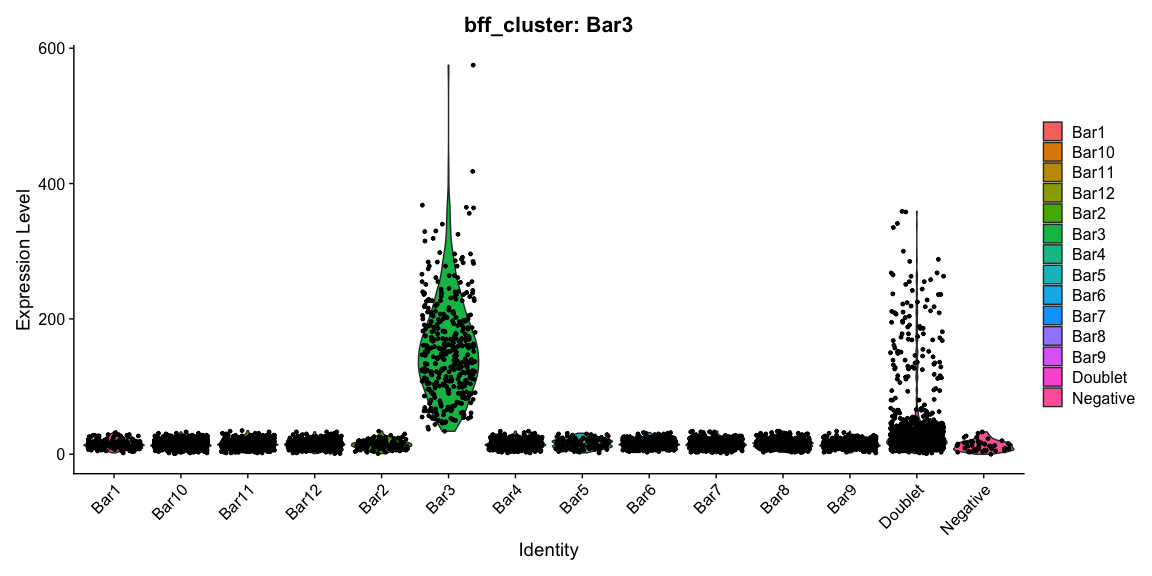 bff_cluster: Bar3
Expression Level
600
400
200
0
Bar1
Bar10
Bar11
Bar12
Bar2
Bar3
Bar4
Bar5
Bar6
Bar7
Bar8
Bar9
Doublet
Negative
Identity
Bar1
Bar10
Bar11
Bar12
Bar2
Bar3
Bar4
Bar5
Bar6
Bar7
Bar8
Bar9
Doublet
Negative